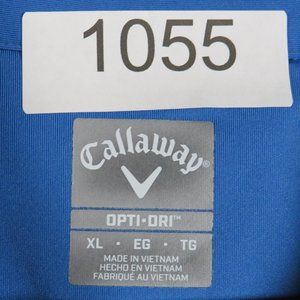 1055
Callaway
OPTI•DRI™
XL • EG • TG
MADE IN VIETNAM
HECHO EN VIETNAM
FABRIQUÉ AU VIETNAM